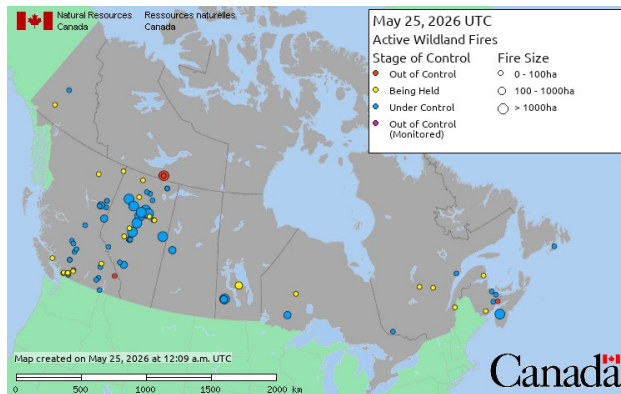 Natural Resources Ressources naturelles
Canada Canada
May 25, 2026 UTC
Active Wildland Fires
Stage of Control Fire Size
Out of Control 0 - 100ha
Being Held 100 - 1000ha
Under Control > 1000ha
Out of Control
(Monitored)
Map created on May 25, 2026 at 12:09 a.m. UTC
0 500 1000 1500 2000 km
Canada